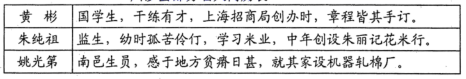 黄 彬 国学生，干练有才，上海招商局创办时，章程皆其手订。
朱纯祖 监生，幼时孤苦伶仃，学习米业，中年创设朱丽记花米行。
姚光第 南邑生员，感于地方贫瘠日甚，就其家设机器轧棉厂。